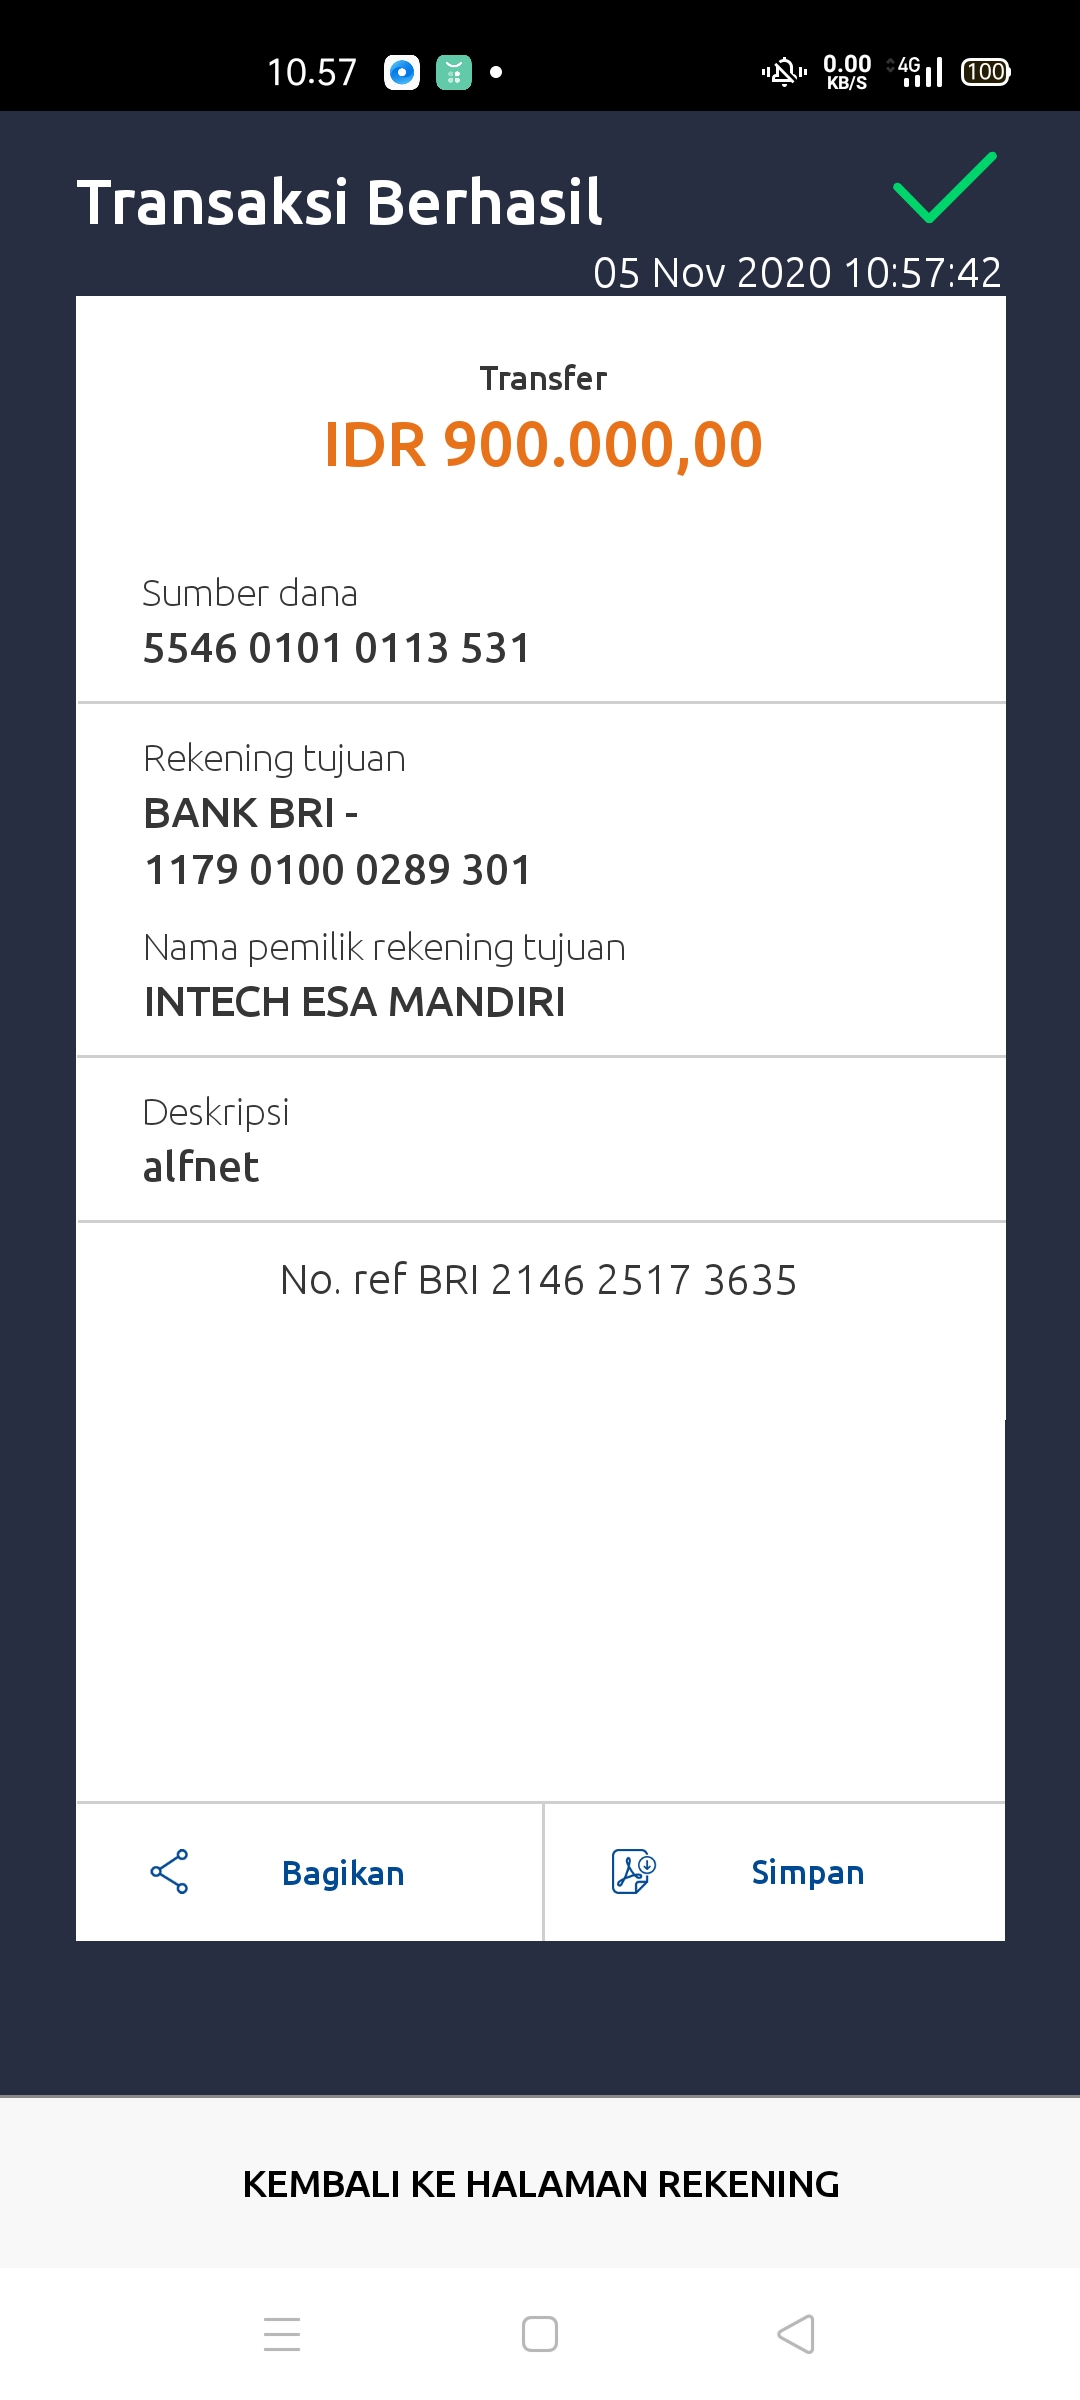 10.57
0.00
KB/S
4G
100
Transaksi Berhasil
05 Nov 2020 10:57:42
Transfer
IDR 900.000,00
Sumber dana
5546 0101 0113 531
Rekening tujuan
BANK BRI -
1179 0100 0289 301
Nama pemilik rekening tujuan
INTECH ESA MANDIRI
Deskripsi
alfnet
No. ref BRI 2146 2517 3635
Bagikan
Simpan
KEMBALI KE HALAMAN REKENING